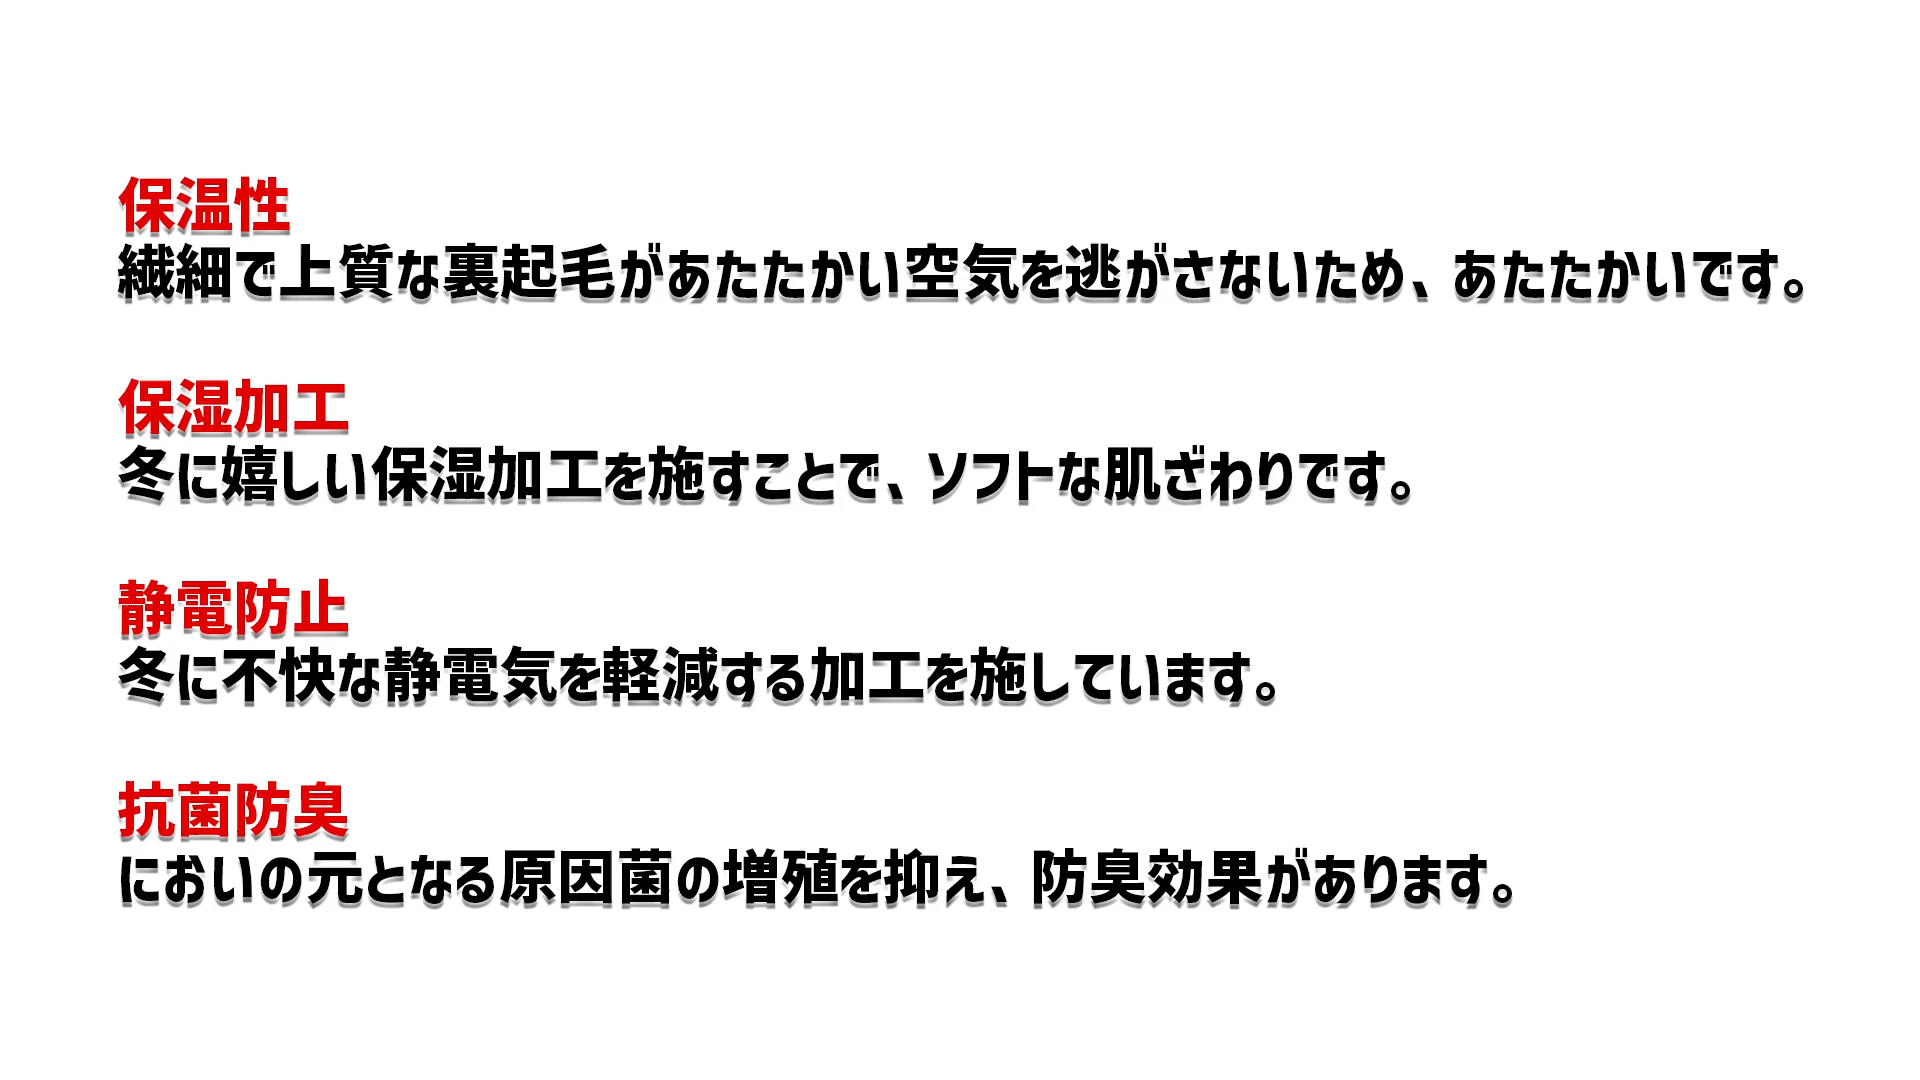 保温性
繊細で上質な裏起毛があたたかい空気を逃がさないため、あたたかいです。
保湿加工
冬に嬉しい保湿加工を施すことで、ソフトな肌ざわりです。
静電防止
冬に不快な静電気を軽減する加工を施しています。
抗菌防臭
においの元となる原因菌の増殖を抑え、防臭効果があります。